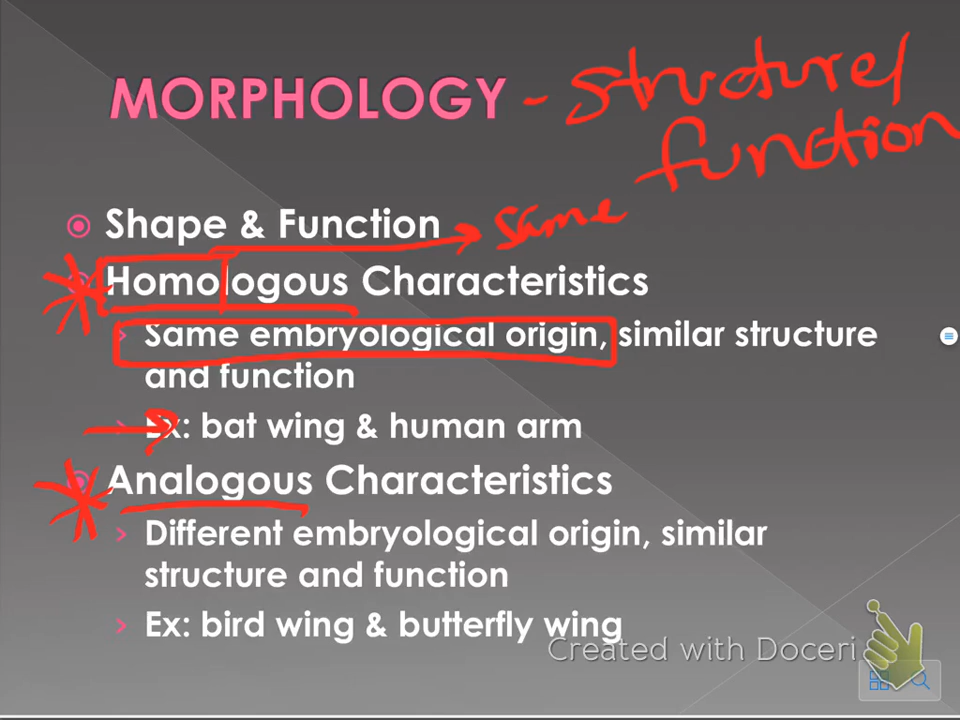 MORPHOLOGY - structure/
function
Shape & Function → same
Homologous Characteristics
Same embryological origin, similar structure
and function
Ex: bat wing & human arm
Analogous Characteristics
Different embryological origin, similar
structure and function
Ex: bird wing & butterfly wing
Created with Doceri